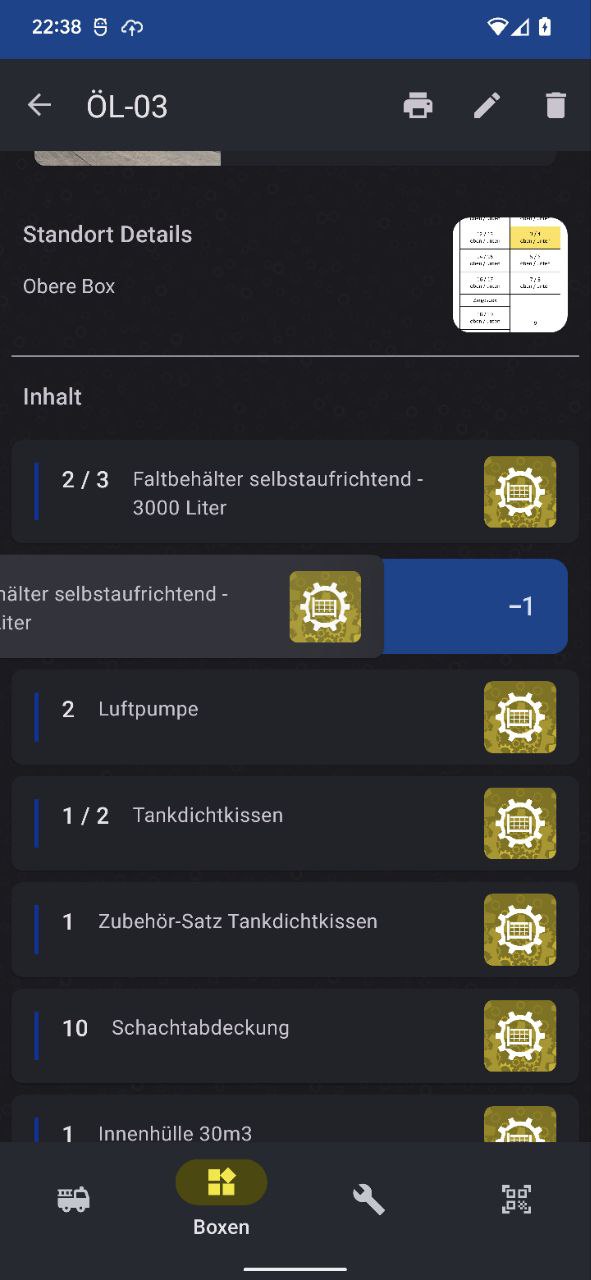 22:38
ÖL-03
Standort Details
Obere Box
Inhalt
2 / 3
Faltbehälter selbstaufrichtend -
3000 Liter
hälter selbstaufrichtend -
iter
−1
2
Luftpumpe
1 / 2
Tankdichtkissen
1
Zubehör-Satz Tankdichtkissen
10
Schachtabdeckung
1
Innenhülle 30m3
Boxen